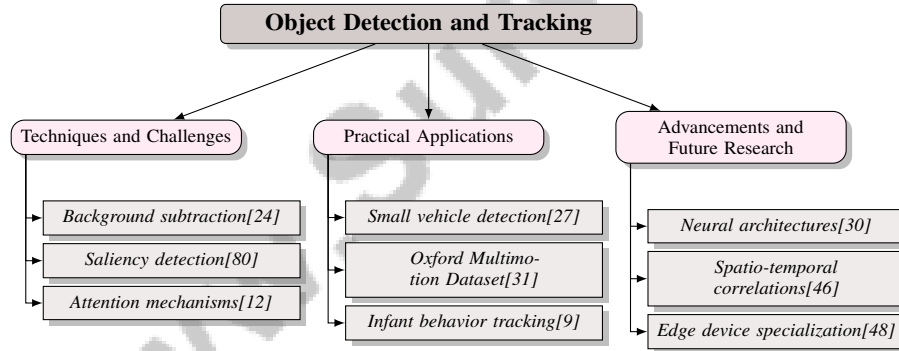 Object Detection and Tracking
Techniques and Challenges
Background subtraction[24]
Saliency detection[80]
Attention mechanisms[12]
Practical Applications
Small vehicle detection[27]
Oxford Multimo-
tion Dataset[31]
Infant behavior tracking[9]
Advancements and
Future Research
Neural architectures[30]
Spatio-temporal
correlations[46]
Edge device specialization[48]